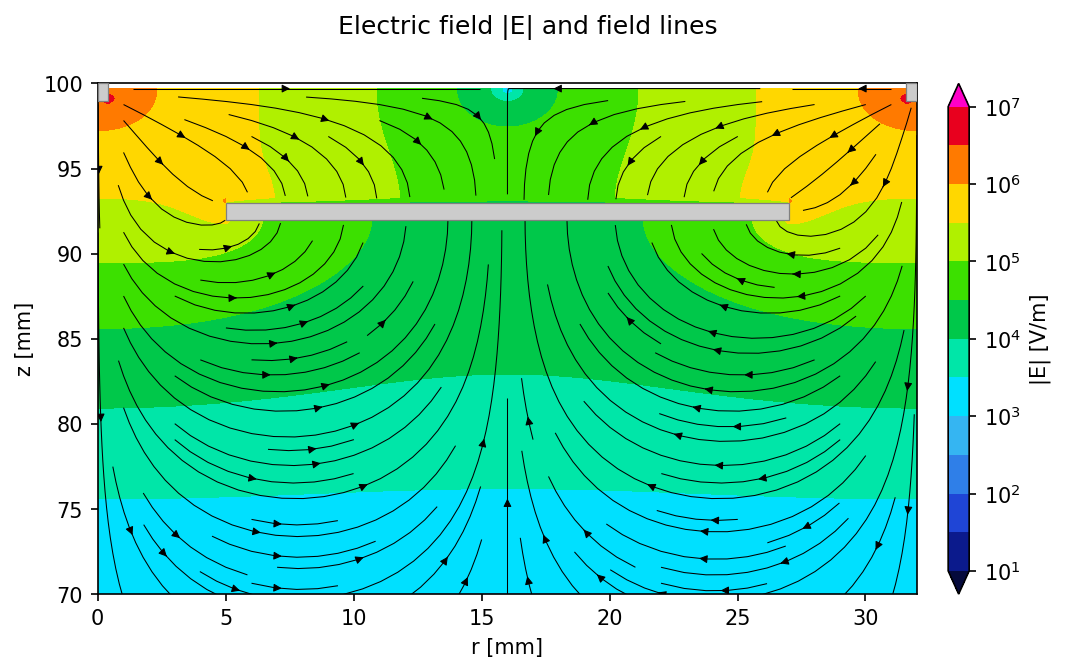 Electric field |E| and field lines
100
95
90
85
80
75
70
z [mm]
0 5 10 15 20 25 30
r [mm]
10⁷
10⁶
10⁵
10⁴
10³
10²
10¹
|E| [V/m]